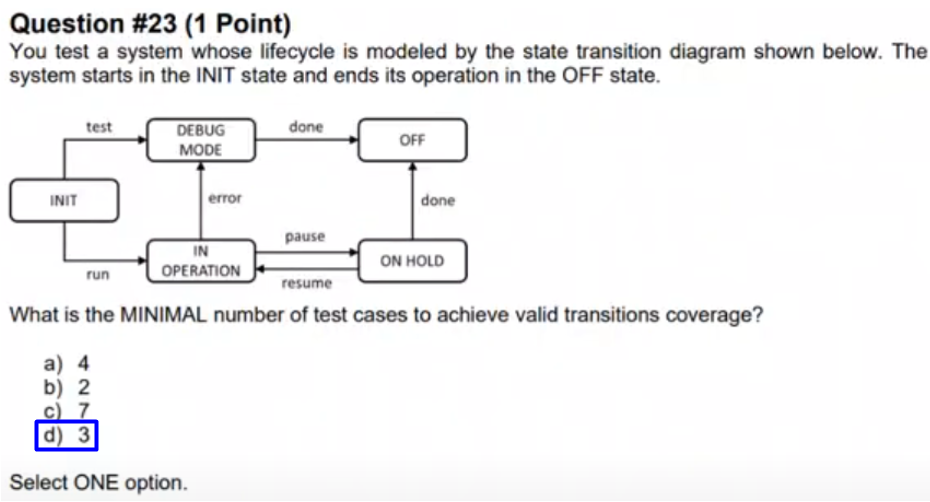 Question #23 (1 Point)
You test a system whose lifecycle is modeled by the state transition diagram shown below. The
system starts in the INIT state and ends its operation in the OFF state.
test
DEBUG
MODE
done
OFF
INIT
error
done
IN
OPERATION
pause
ON HOLD
run
resume
What is the MINIMAL number of test cases to achieve valid transitions coverage?
a) 4
b) 2
c) 7
d) 3
Select ONE option.